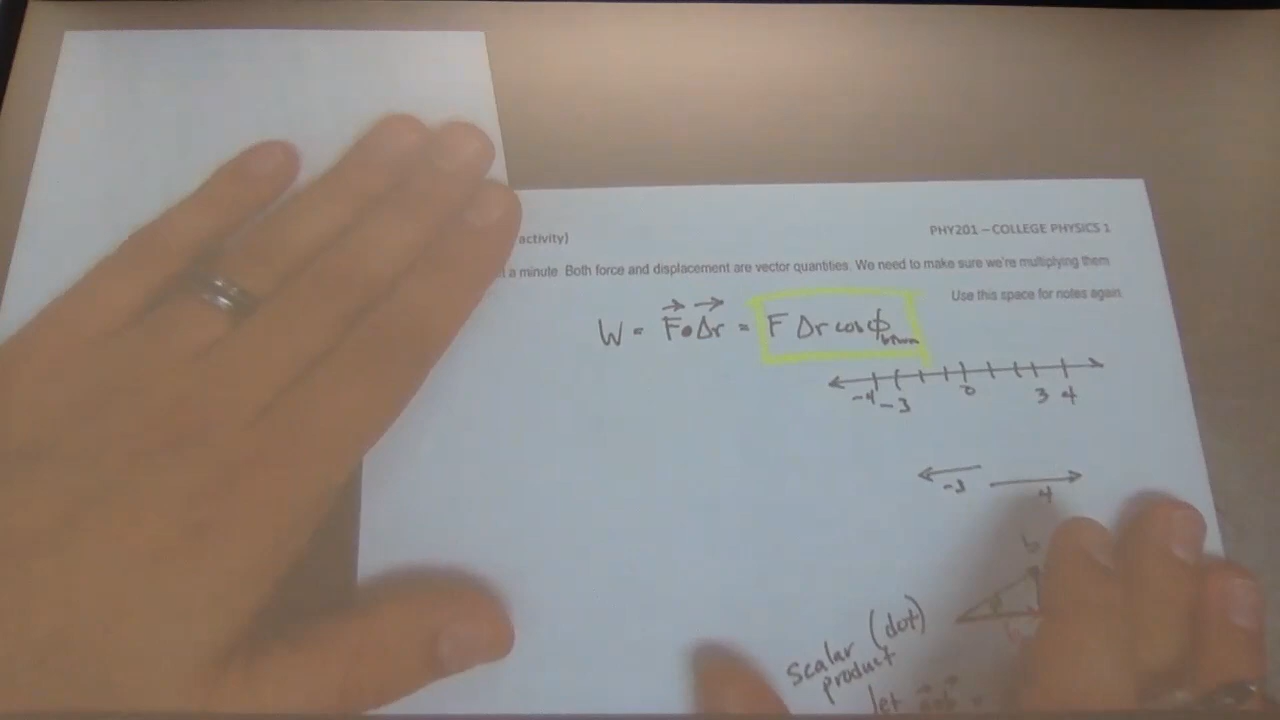 activity)
PHY201 – COLLEGE PHYSICS 1
a minute. Both force and displacement are vector quantities. We need to make sure we're multiplying them
Use this space for notes again
W = F⃗ • Δr⃗ = F Δr cos ϕ
-4 -3 0 3 4
-3 4
b
scalar (dot)
product
let